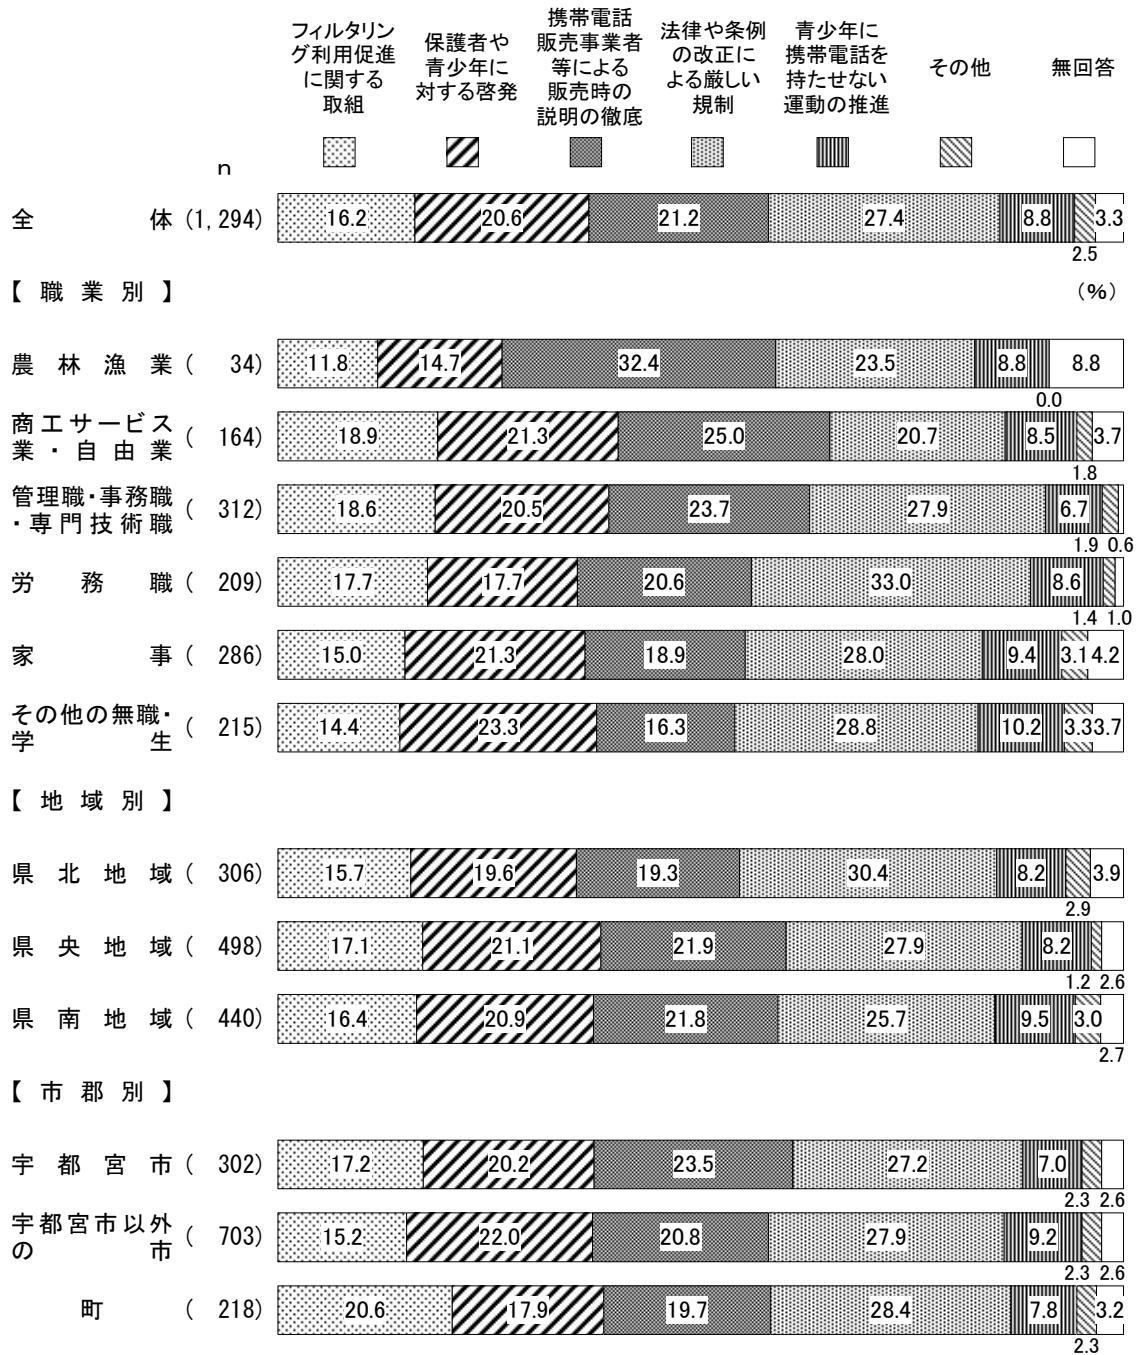 フィルタリン
グ利用促進
に関する
取組
保護者や
青少年に
対する啓発
携帯電話
販売事業者
等による
販売時の
説明の徹底
法律や条例
の改正に
よる厳しい
規制
青少年に
携帯電話を
持たせない
運動の推進
その他
無回答
n
全体(1,294) 16.2 20.6 21.2 27.4 8.8 3.3
2.5
【職業別】 (%)
農林漁業( 34) 11.8 14.7 32.4 23.5 8.8 8.8
0.0
商工サービス
業・自由業
( 164) 18.9 21.3 25.0 20.7 8.5 3.7
1.8
管理職・事務職
・専門技術職
( 312) 18.6 20.5 23.7 27.9 6.7
1.9 0.6
労務職( 209) 17.7 17.7 20.6 33.0 8.6
1.4 1.0
家事( 286) 15.0 21.3 18.9 28.0 9.4 3.1 4.2
その他の無職・
学生
( 215) 14.4 23.3 16.3 28.8 10.2 3.3 3.7
【地域別】
県北地域( 306) 15.7 19.6 19.3 30.4 8.2 3.9
2.9
県央地域( 498) 17.1 21.1 21.9 27.9 8.2
1.2 2.6
県南地域( 440) 16.4 20.9 21.8 25.7 9.5 3.0
2.7
【市郡別】
宇都宮市( 302) 17.2 20.2 23.5 27.2 7.0
2.3 2.6
宇都宮市以外
の市
( 703) 15.2 22.0 20.8 27.9 9.2
2.3 2.6
町( 218) 20.6 17.9 19.7 28.4 7.8 3.2
2.3